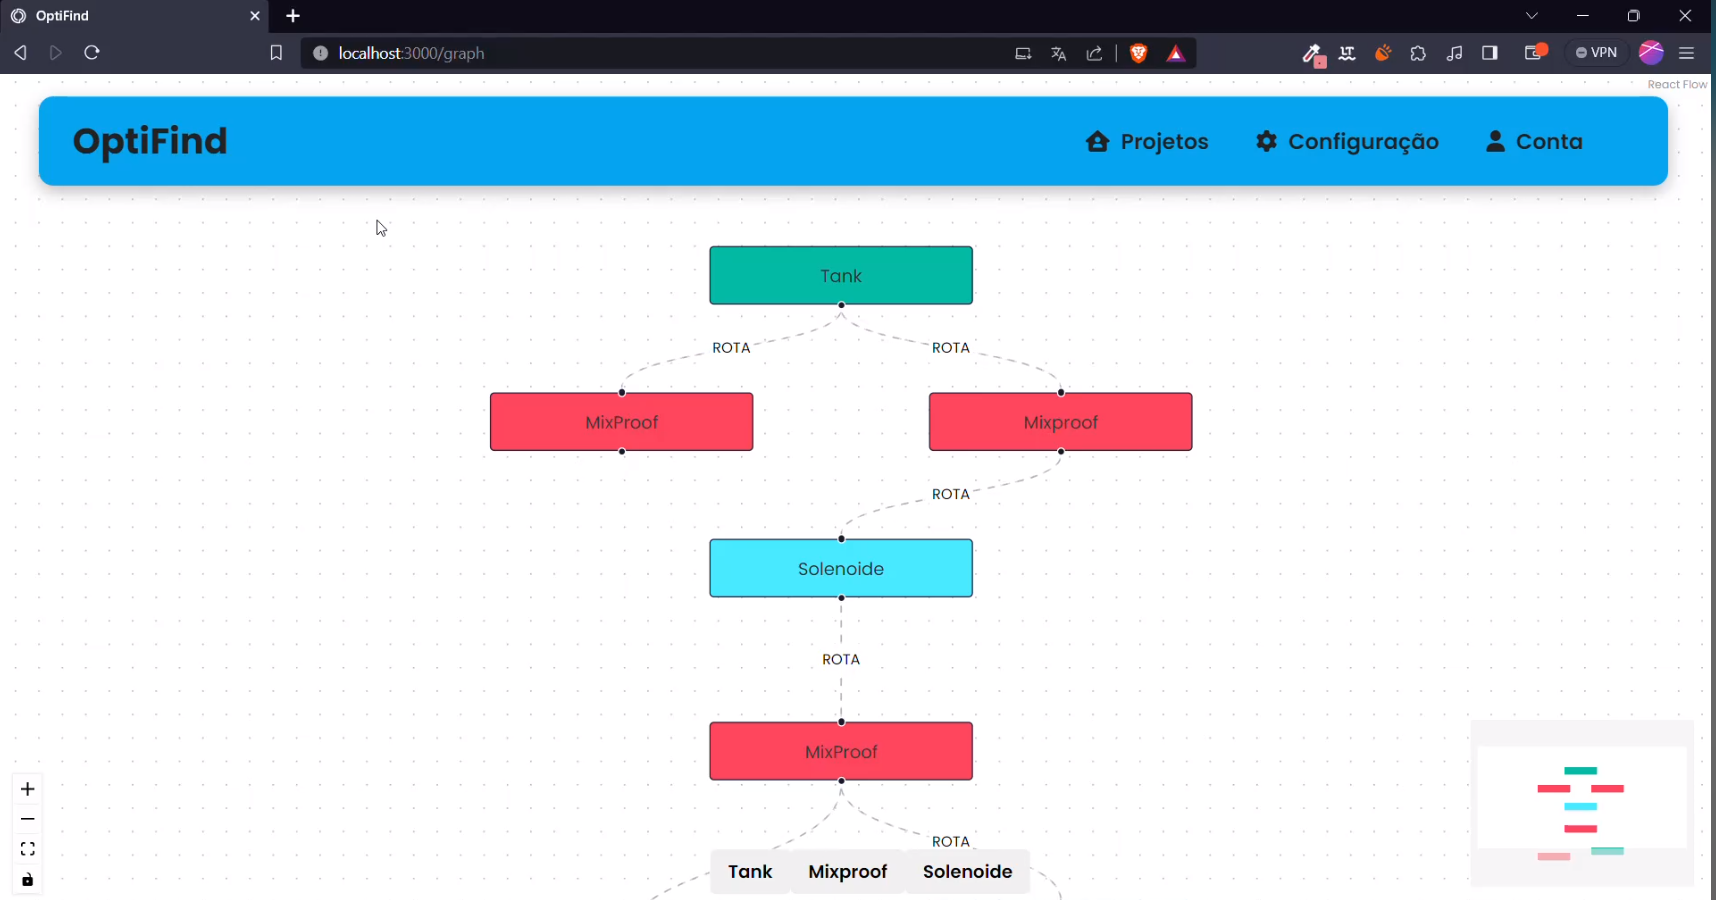 OptiFind
localhost:3000/graph
VPN
React Flow
OptiFind
Projetos
Configuração
Conta
Tank
ROTA
ROTA
MixProof
Mixproof
ROTA
Solenoide
ROTA
MixProof
ROTA
Tank
Mixproof
Solenoide